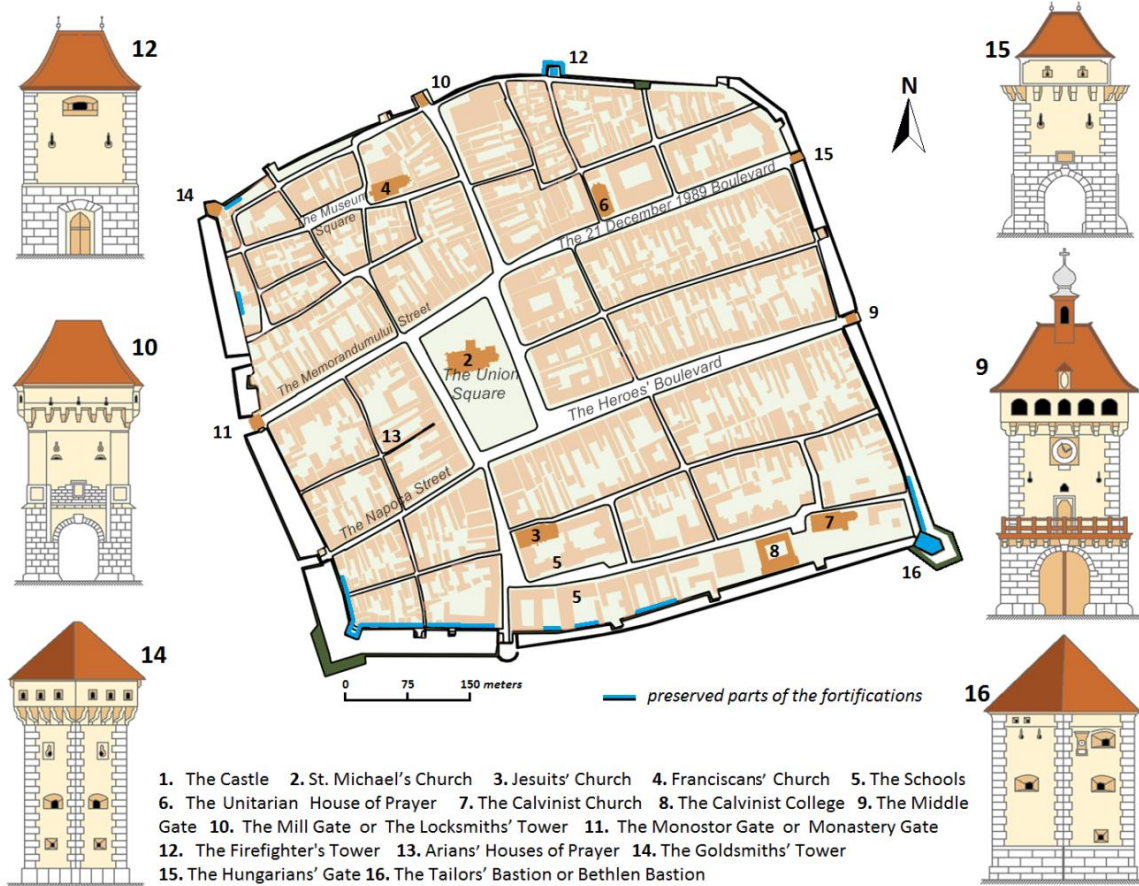 12
12
15
10
N
15
14
4
The Museum
Square
6
The 21 December 1989 Boulevard
10
9
9
The Memorandumului Street
2
The Union
Square
The Heroes' Boulevard
11
13
The Napoca Street
3
7
5
8
5
16
14
0 75 150 meters
preserved parts of the fortifications
16
1. The Castle 2. St. Michael's Church 3. Jesuits' Church 4. Franciscans' Church 5. The Schools
6. The Unitarian House of Prayer 7. The Calvinist Church 8. The Calvinist College 9. The Middle
Gate 10. The Mill Gate or The Locksmiths' Tower 11. The Monostor Gate or Monastery Gate
12. The Firefighter's Tower 13. Arians' Houses of Prayer 14. The Goldsmiths' Tower
15. The Hungarians' Gate 16. The Tailors' Bastion or Bethlen Bastion